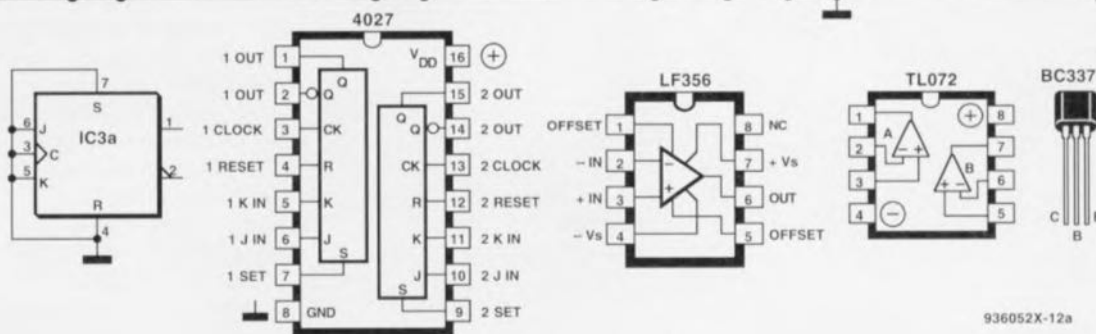 7
S
6
J
IC3a
1
3
C
5
K
2
R
4
4027
1 OUT
1
1 OUT
2
1 CLOCK
3
1 RESET
4
1 K IN
5
1 J IN
6
1 SET
7
8
GND
Q
Q
CK
R
K
J
S
VDD
16
+
Q
15
2 OUT
Q
14
2 OUT
CK
13
2 CLOCK
R
12
2 RESET
K
11
2 K IN
J
10
2 J IN
S
9
2 SET
LF356
OFFSET
1
8
NC
− IN
2
7
+ Vs
+ IN
3
6
OUT
− Vs
4
5
OFFSET
−
+
TL072
1
A
+
8
2
− +
7
3
B
6
4
−
+ −
5
BC337
C
B
936052X-12a